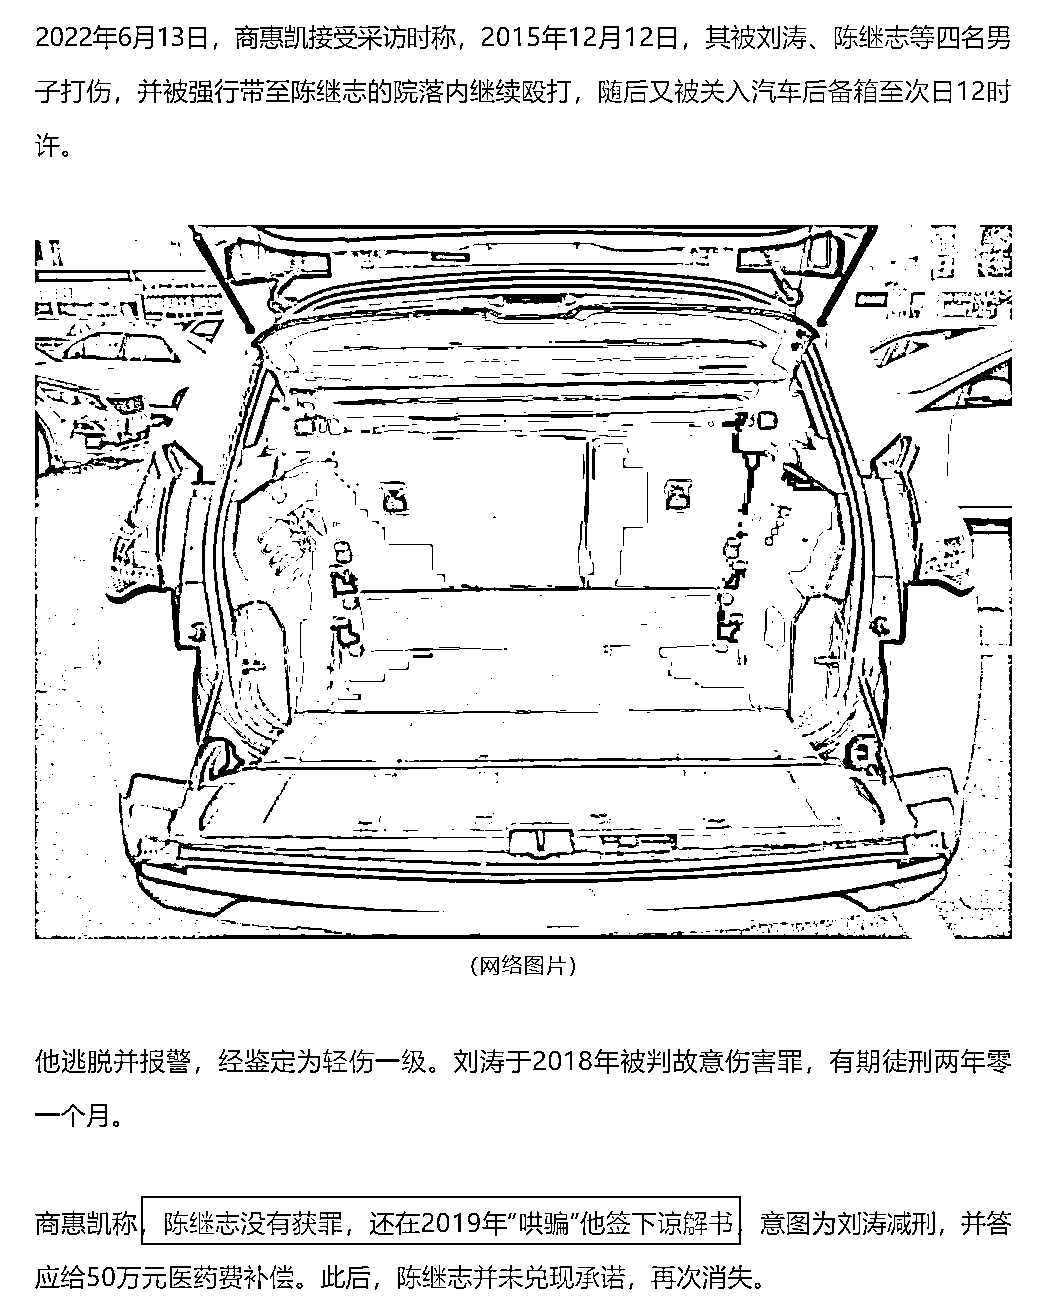 2022年6月13日，商惠凯接受采访时称，2015年12月12日，其被刘涛、陈继志等四名男
子打伤，并被强行带至陈继志的院落内继续殴打，随后又被关入汽车后备箱至次日12时
许。
（网络图片）
他逃脱并报警，经鉴定为轻伤一级。刘涛于2018年被判故意伤害罪，有期徒刑两年零
一个月。
商惠凯称，陈继志没有获罪，还在2019年“哄骗”他签下谅解书，意图为刘涛减刑，并答
应给50万元医药费补偿。此后，陈继志并未兑现承诺，再次消失。